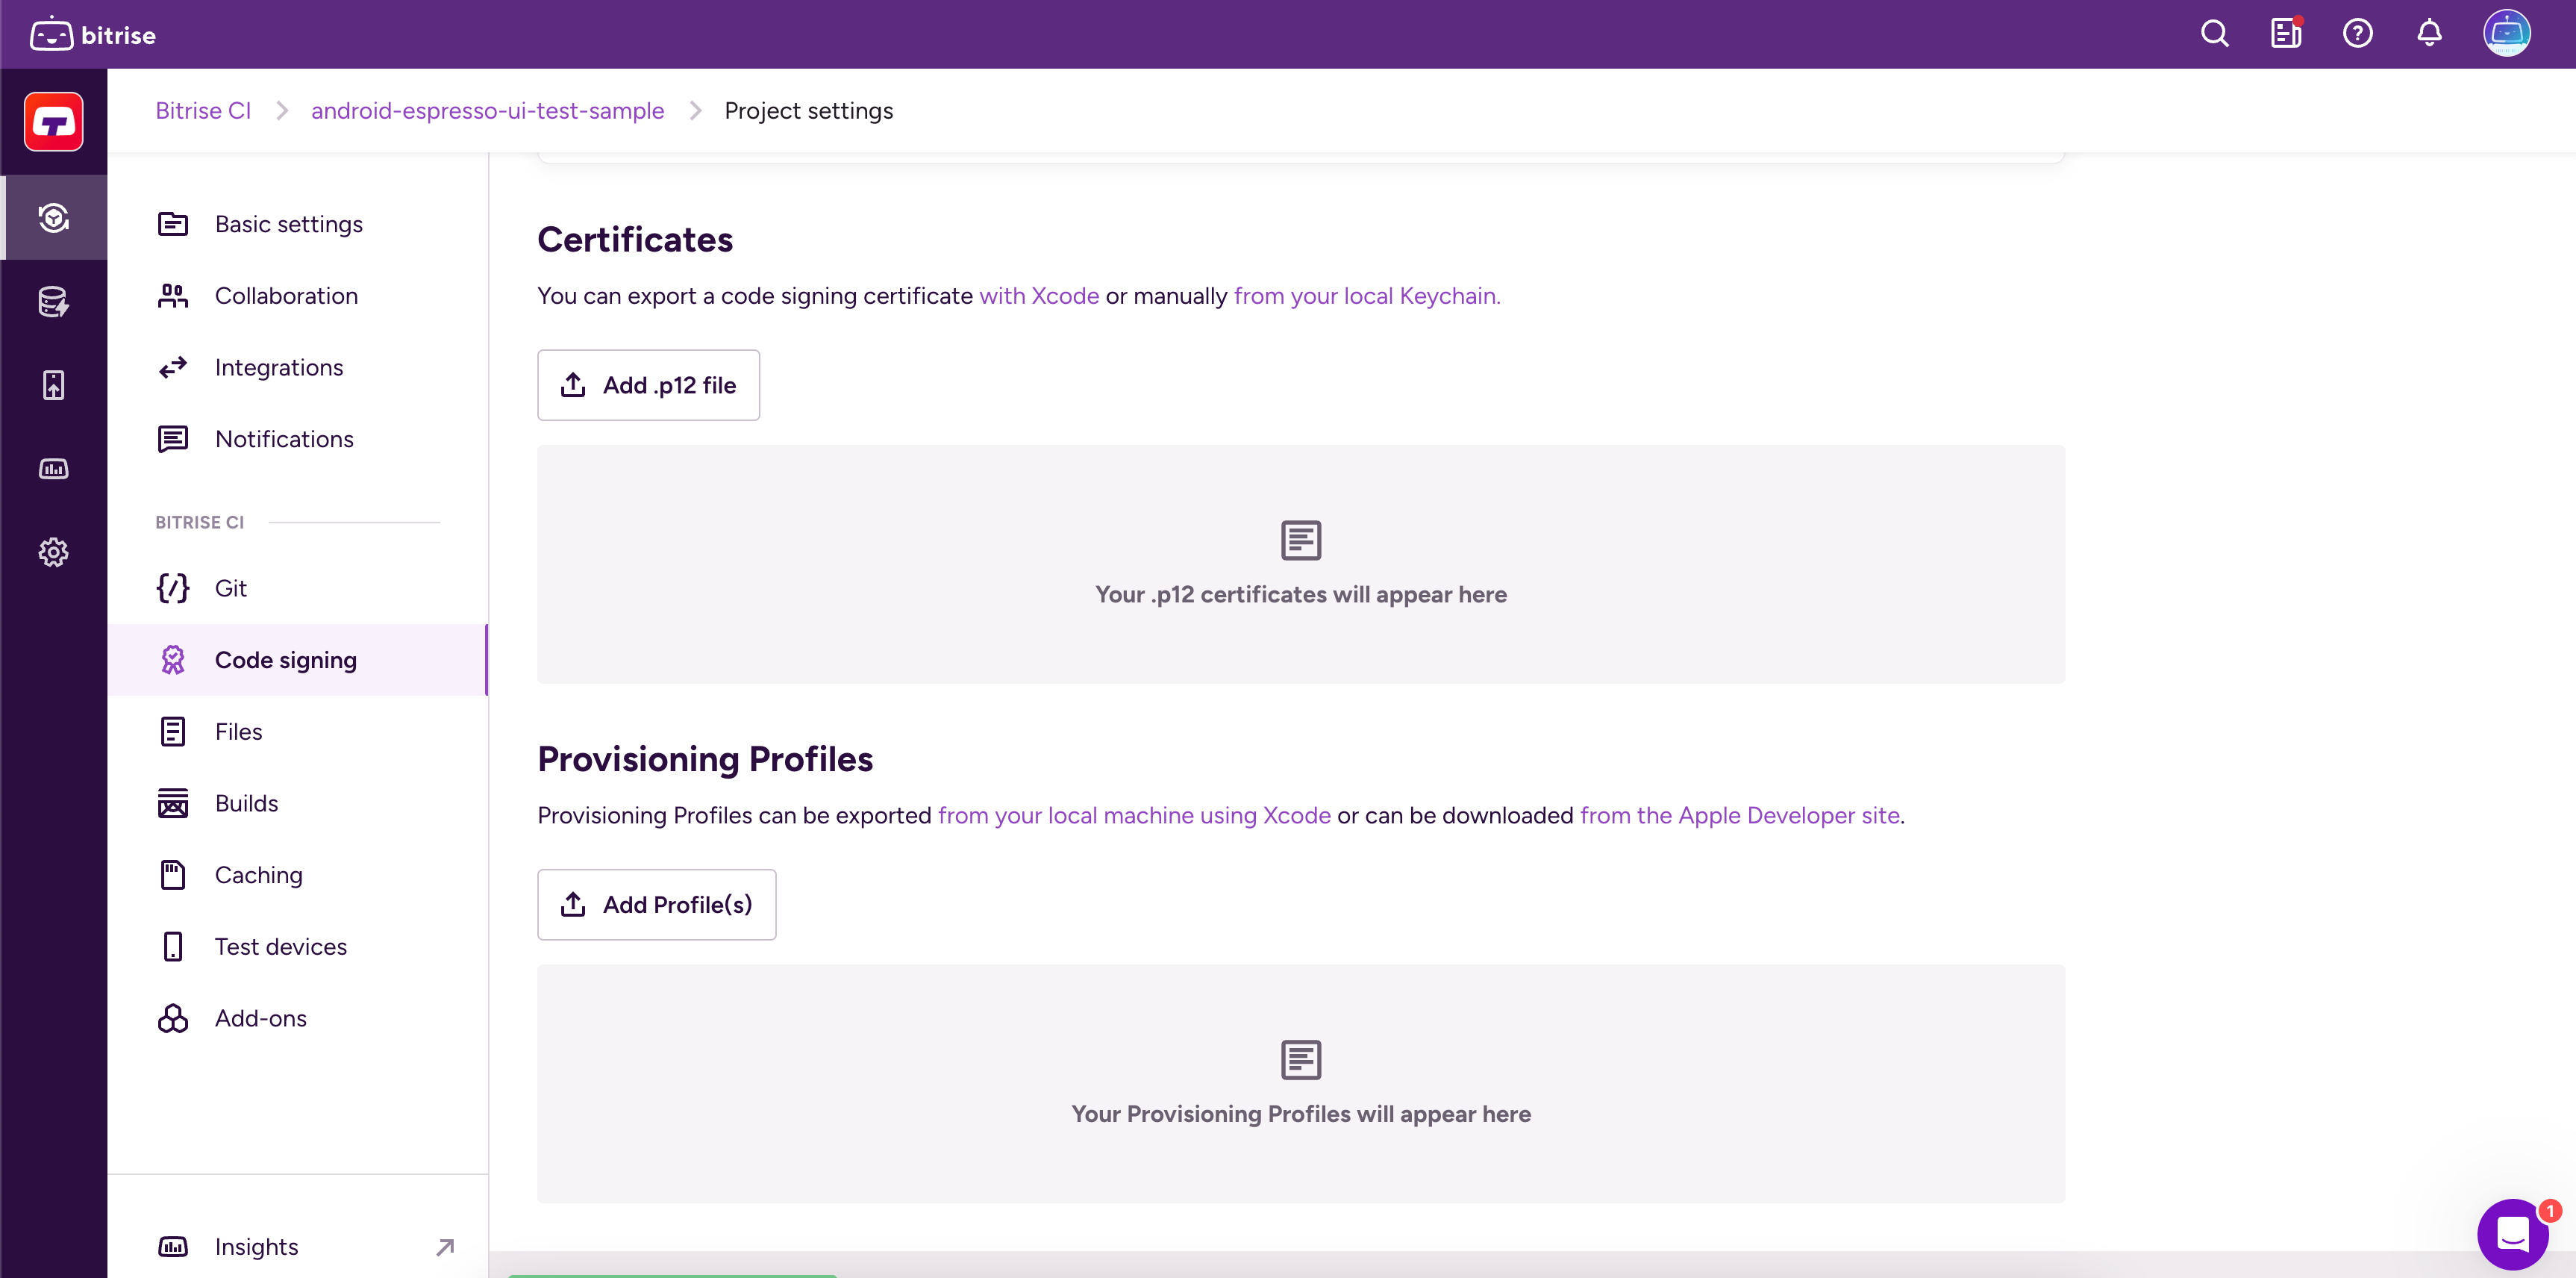 bitrise
Bitrise CI
android-espresso-ui-test-sample
Project settings
Basic settings
Collaboration
Integrations
Notifications
BITRISE CI
Git
Code signing
Files
Builds
Caching
Test devices
Add-ons
Insights
Certificates
You can export a code signing certificate with Xcode or manually from your local Keychain.
Add .p12 file
Your .p12 certificates will appear here
Provisioning Profiles
Provisioning Profiles can be exported from your local machine using Xcode or can be downloaded from the Apple Developer site.
Add Profile(s)
Your Provisioning Profiles will appear here
1